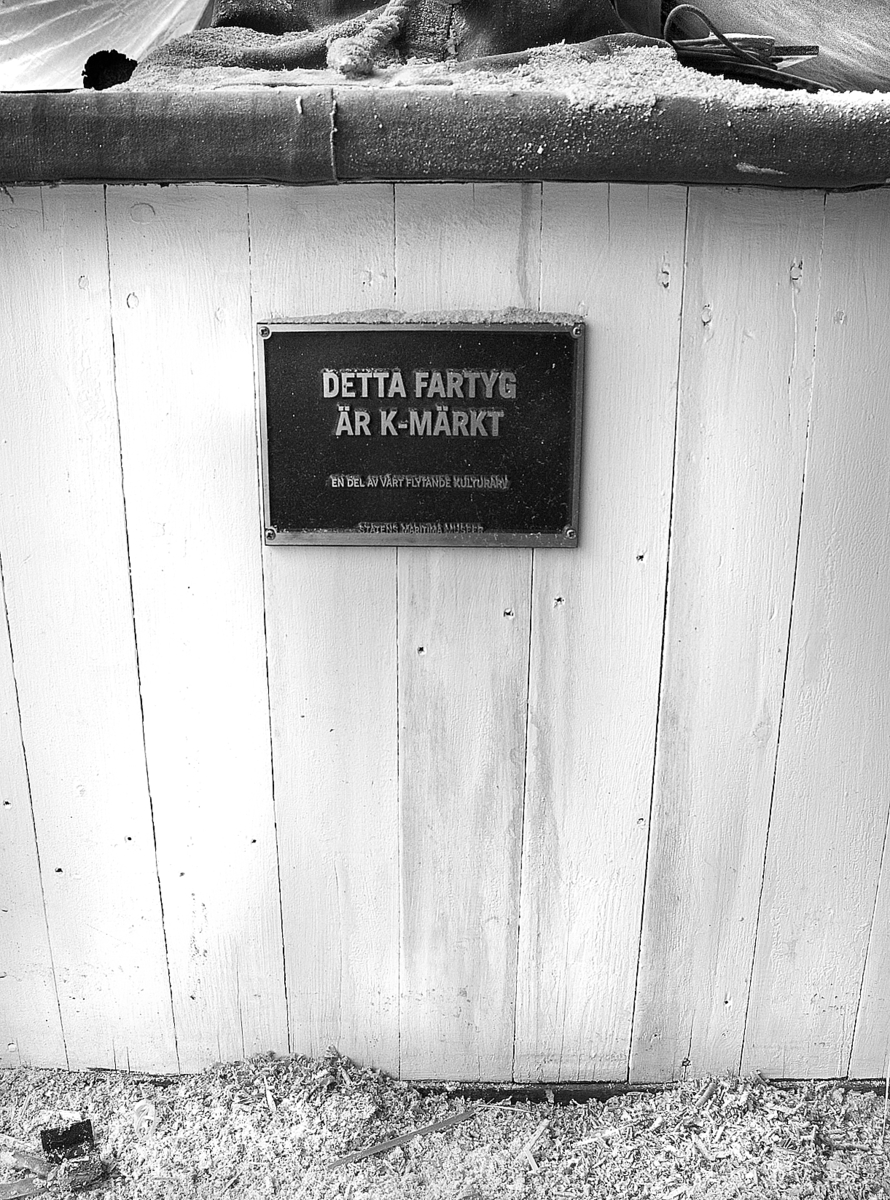 DETTA FARTYG
ÄR K-MÄRKT
EN DEL AV VÅRT FLYTANDE KULTURARV
STATENS MARITIMA MUSEER